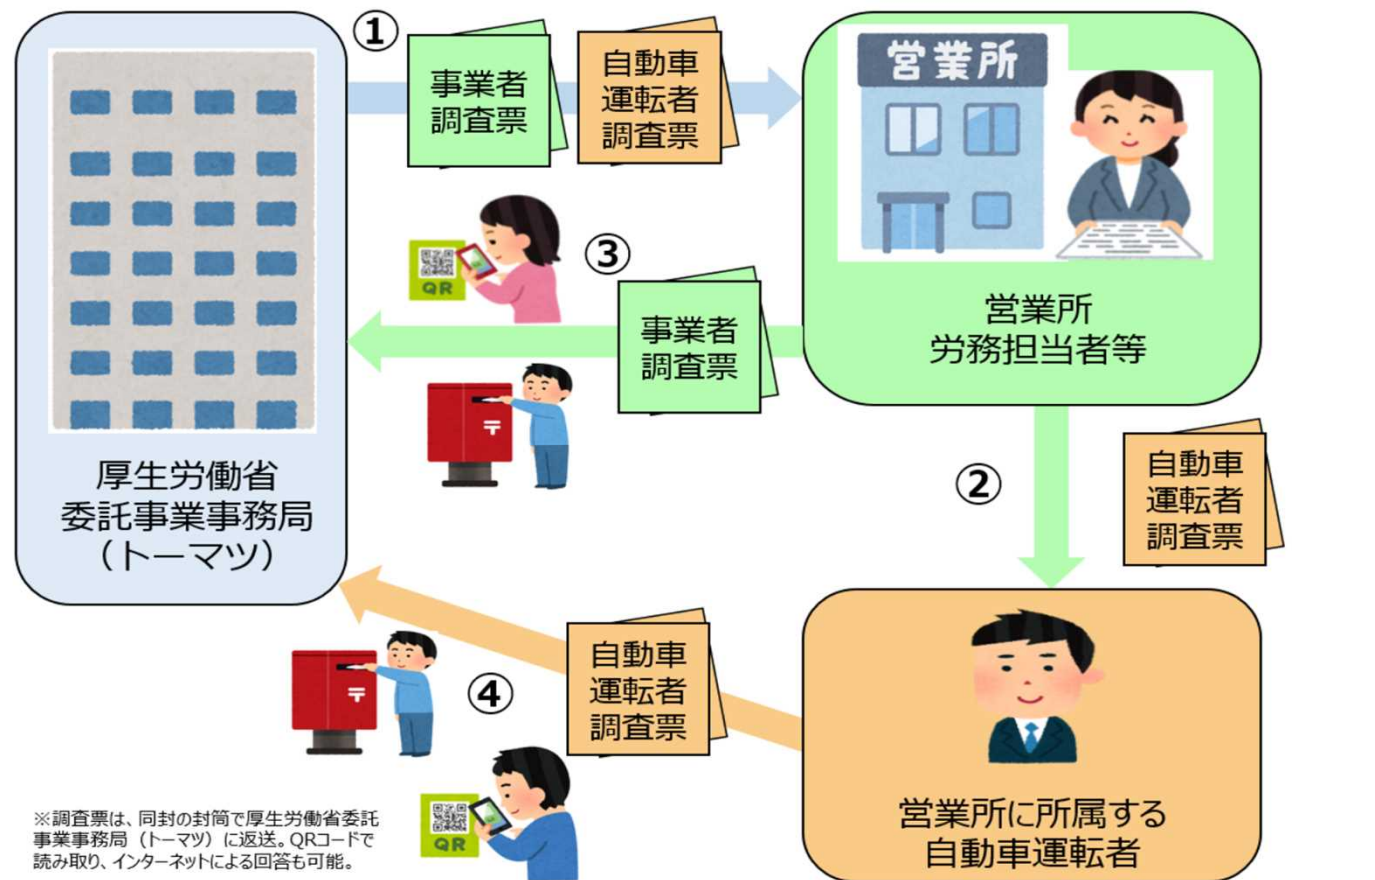 ①
事業者
調査票
自動車
運転者
調査票
営業所
営業所
労務担当者等
QR
③
事業者
調査票
厚生労働省
委託事業事務局
（トーマツ）
〒
②
自動車
運転者
調査票
〒
④
自動車
運転者
調査票
QR
営業所に所属する
自動車運転者
※調査票は、同封の封筒で厚生労働省委託
事業事務局（トーマツ）に返送。QRコードで
読み取り、インターネットによる回答も可能。